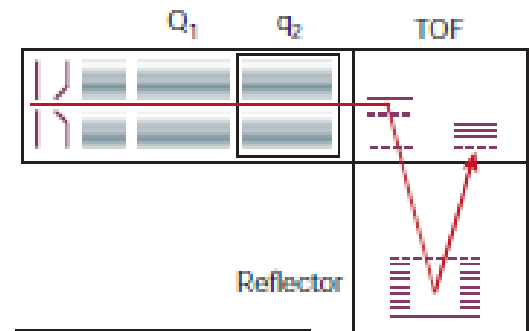 Q₁ q₂ TOF
Reflector